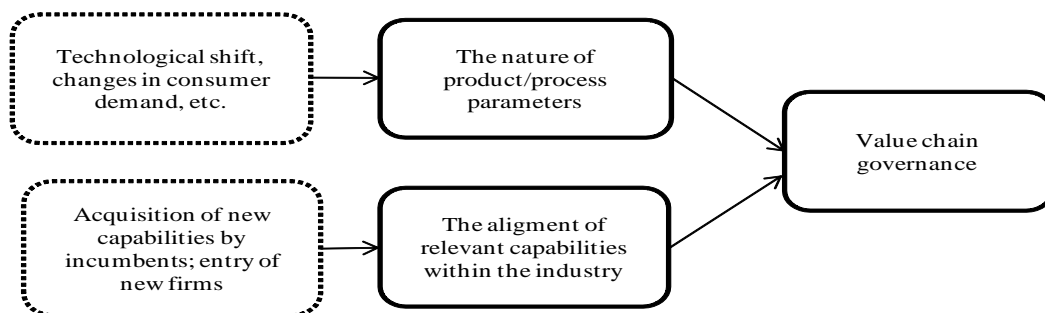 Technological shift,
changes in consumer
demand, etc.
The nature of
product/process
parameters
Value chain
governance
Acquisition of new
capabilities by
incumbents; entry of
new firms
The aligment of
relevant capabilities
within the industry